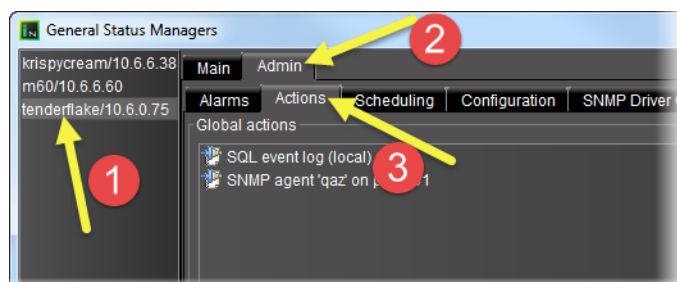 General Status Managers
krispycream/10.6.6.38
m60/10.6.6.60
tenderflake/10.6.0.75
Main Admin
Alarms Actions Scheduling Configuration SNMP Driver
Global actions
SQL event log (local)
SNMP agent 'qaz' on
1
2
3